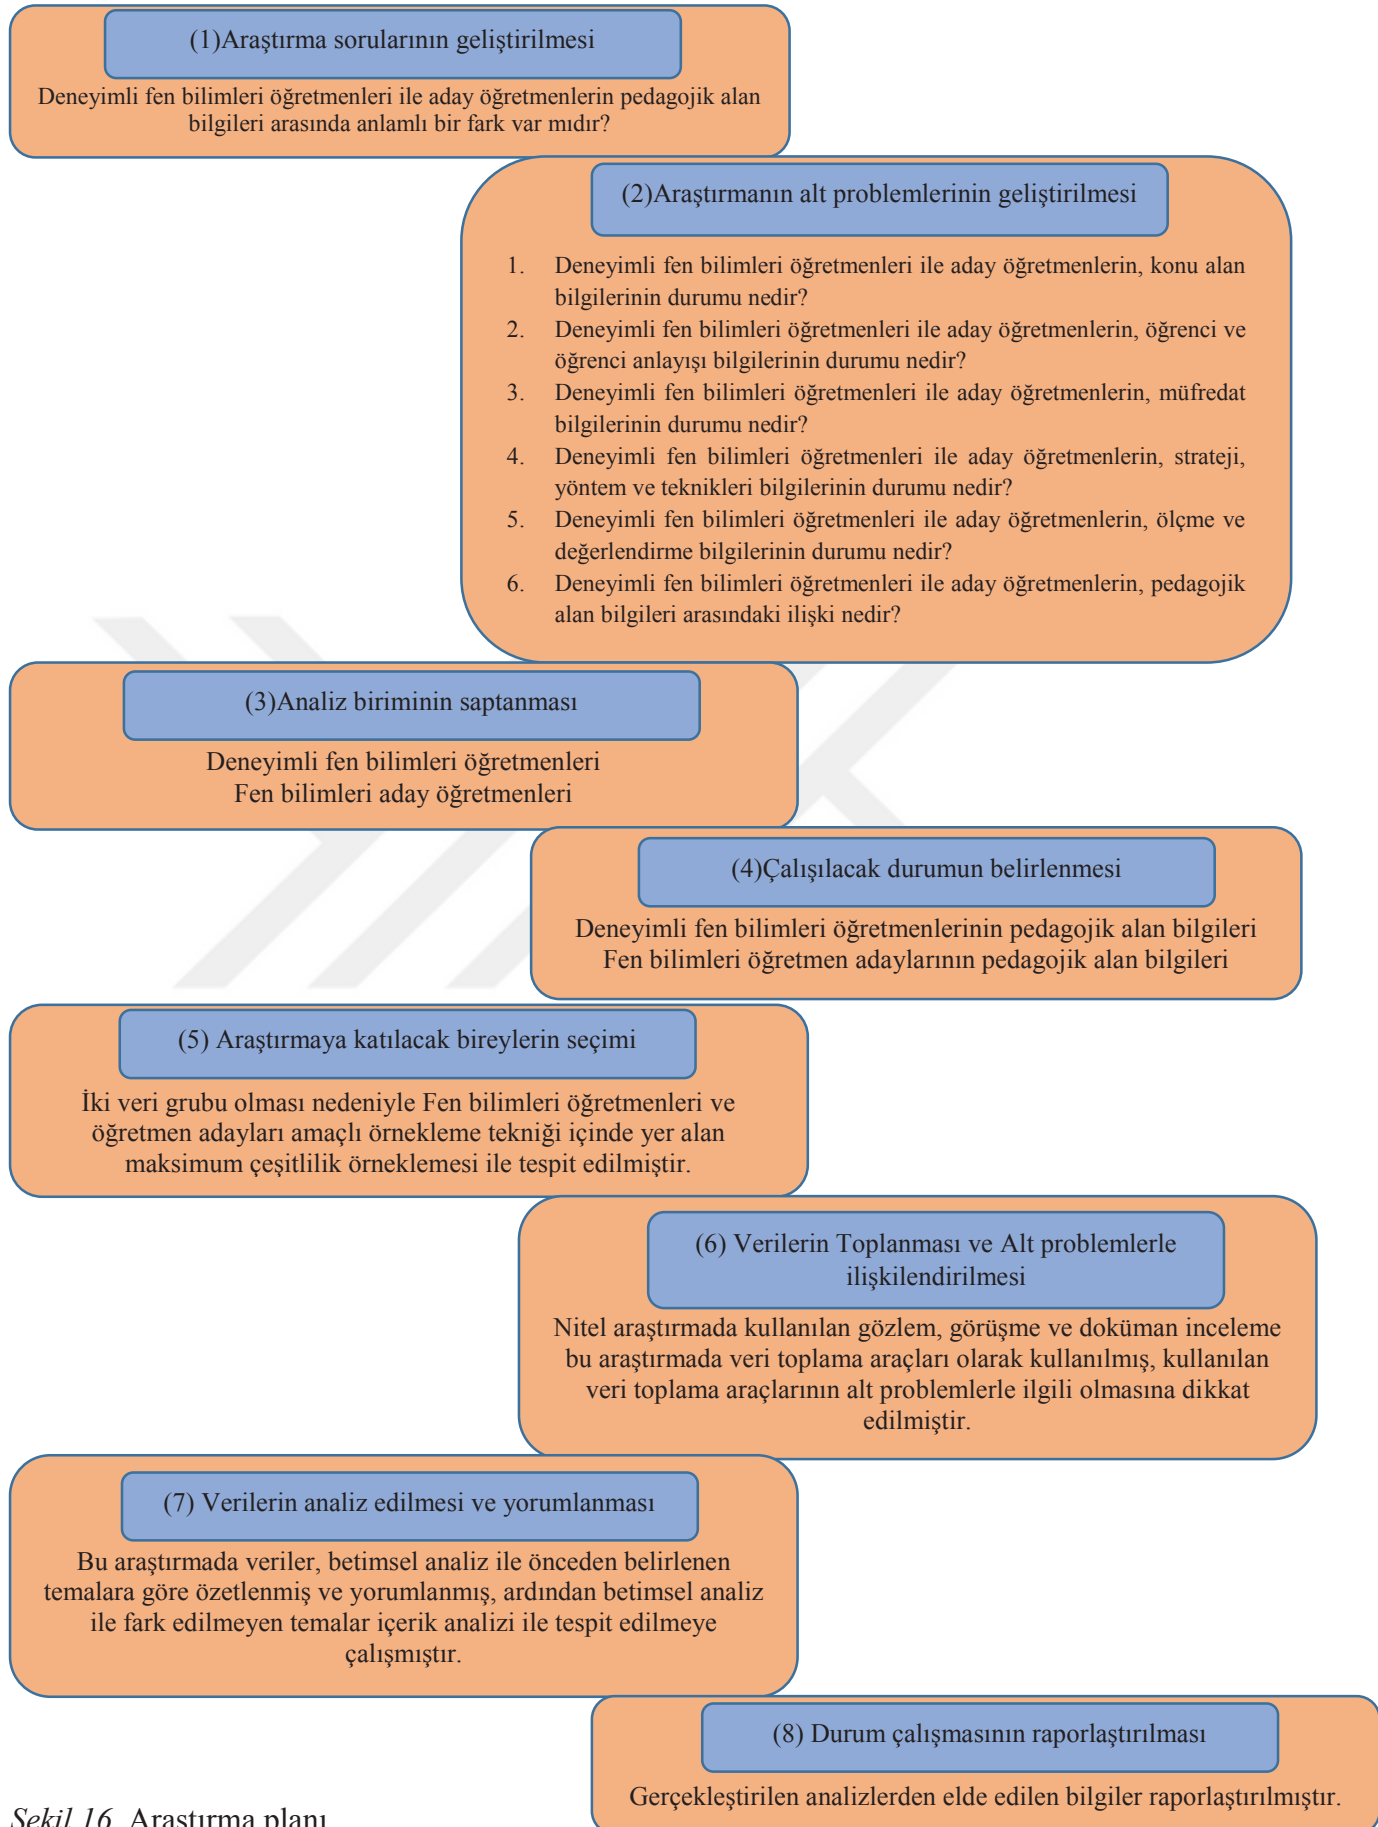 (1)Araştırma sorularının geliştirilmesi
Deneyimli fen bilimleri öğretmenleri ile aday öğretmenlerin pedagojik alan
bilgileri arasında anlamlı bir fark var mıdır?
(2)Araştırmanın alt problemlerinin geliştirilmesi
1. Deneyimli fen bilimleri öğretmenleri ile aday öğretmenlerin, konu alan
bilgilerinin durumu nedir?
2. Deneyimli fen bilimleri öğretmenleri ile aday öğretmenlerin, öğrenci ve
öğrenci anlayışı bilgilerinin durumu nedir?
3. Deneyimli fen bilimleri öğretmenleri ile aday öğretmenlerin, müfredat
bilgilerinin durumu nedir?
4. Deneyimli fen bilimleri öğretmenleri ile aday öğretmenlerin, strateji,
yöntem ve teknikleri bilgilerinin durumu nedir?
5. Deneyimli fen bilimleri öğretmenleri ile aday öğretmenlerin, ölçme ve
değerlendirme bilgilerinin durumu nedir?
6. Deneyimli fen bilimleri öğretmenleri ile aday öğretmenlerin, pedagojik
alan bilgileri arasındaki ilişki nedir?
(3)Analiz biriminin saptanması
Deneyimli fen bilimleri öğretmenleri
Fen bilimleri aday öğretmenleri
(4)Çalışılacak durumun belirlenmesi
Deneyimli fen bilimleri öğretmenlerinin pedagojik alan bilgileri
Fen bilimleri öğretmen adaylarının pedagojik alan bilgileri
(5) Araştırmaya katılacak bireylerin seçimi
İki veri grubu olması nedeniyle Fen bilimleri öğretmenleri ve
öğretmen adayları amaçlı örnekleme tekniği içinde yer alan
maksimum çeşitlilik örneklemesi ile tespit edilmiştir.
(6) Verilerin Toplanması ve Alt problemlerle
ilişkilendirilmesi
Nitel araştırmada kullanılan gözlem, görüşme ve doküman inceleme
bu araştırmada veri toplama araçları olarak kullanılmış, kullanılan
veri toplama araçlarının alt problemlerle ilgili olmasına dikkat
edilmiştir.
(7) Verilerin analiz edilmesi ve yorumlanması
Bu araştırmada veriler, betimsel analiz ile önceden belirlenen
temalara göre özetlenmiş ve yorumlanmış, ardından betimsel analiz
ile fark edilmeyen temalar içerik analizi ile tespit edilmeye
çalışmıştır.
(8) Durum çalışmasının raporlaştırılması
Gerçekleştirilen analizlerden elde edilen bilgiler raporlaştırılmıştır.
Şekil 16. Araştırma planı